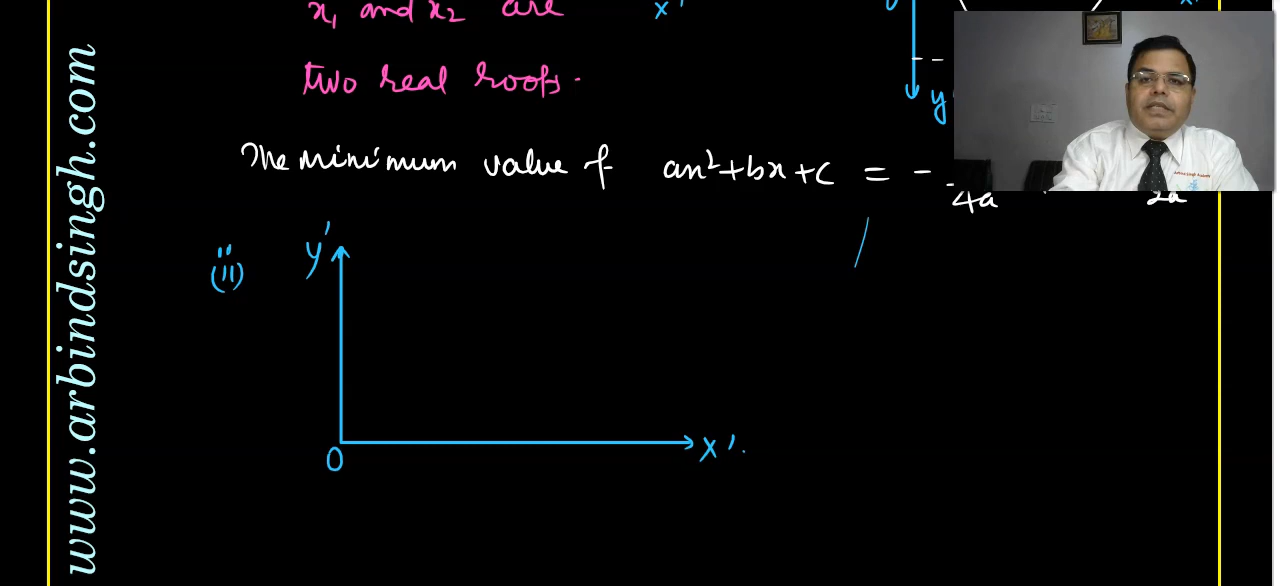 x₁ and x₂ are
x'
two real roots.
y
The minimum value of ax²+bx+c = -
4a
2a
(ii)
y'
O
X'.
www.arbindsingh.com